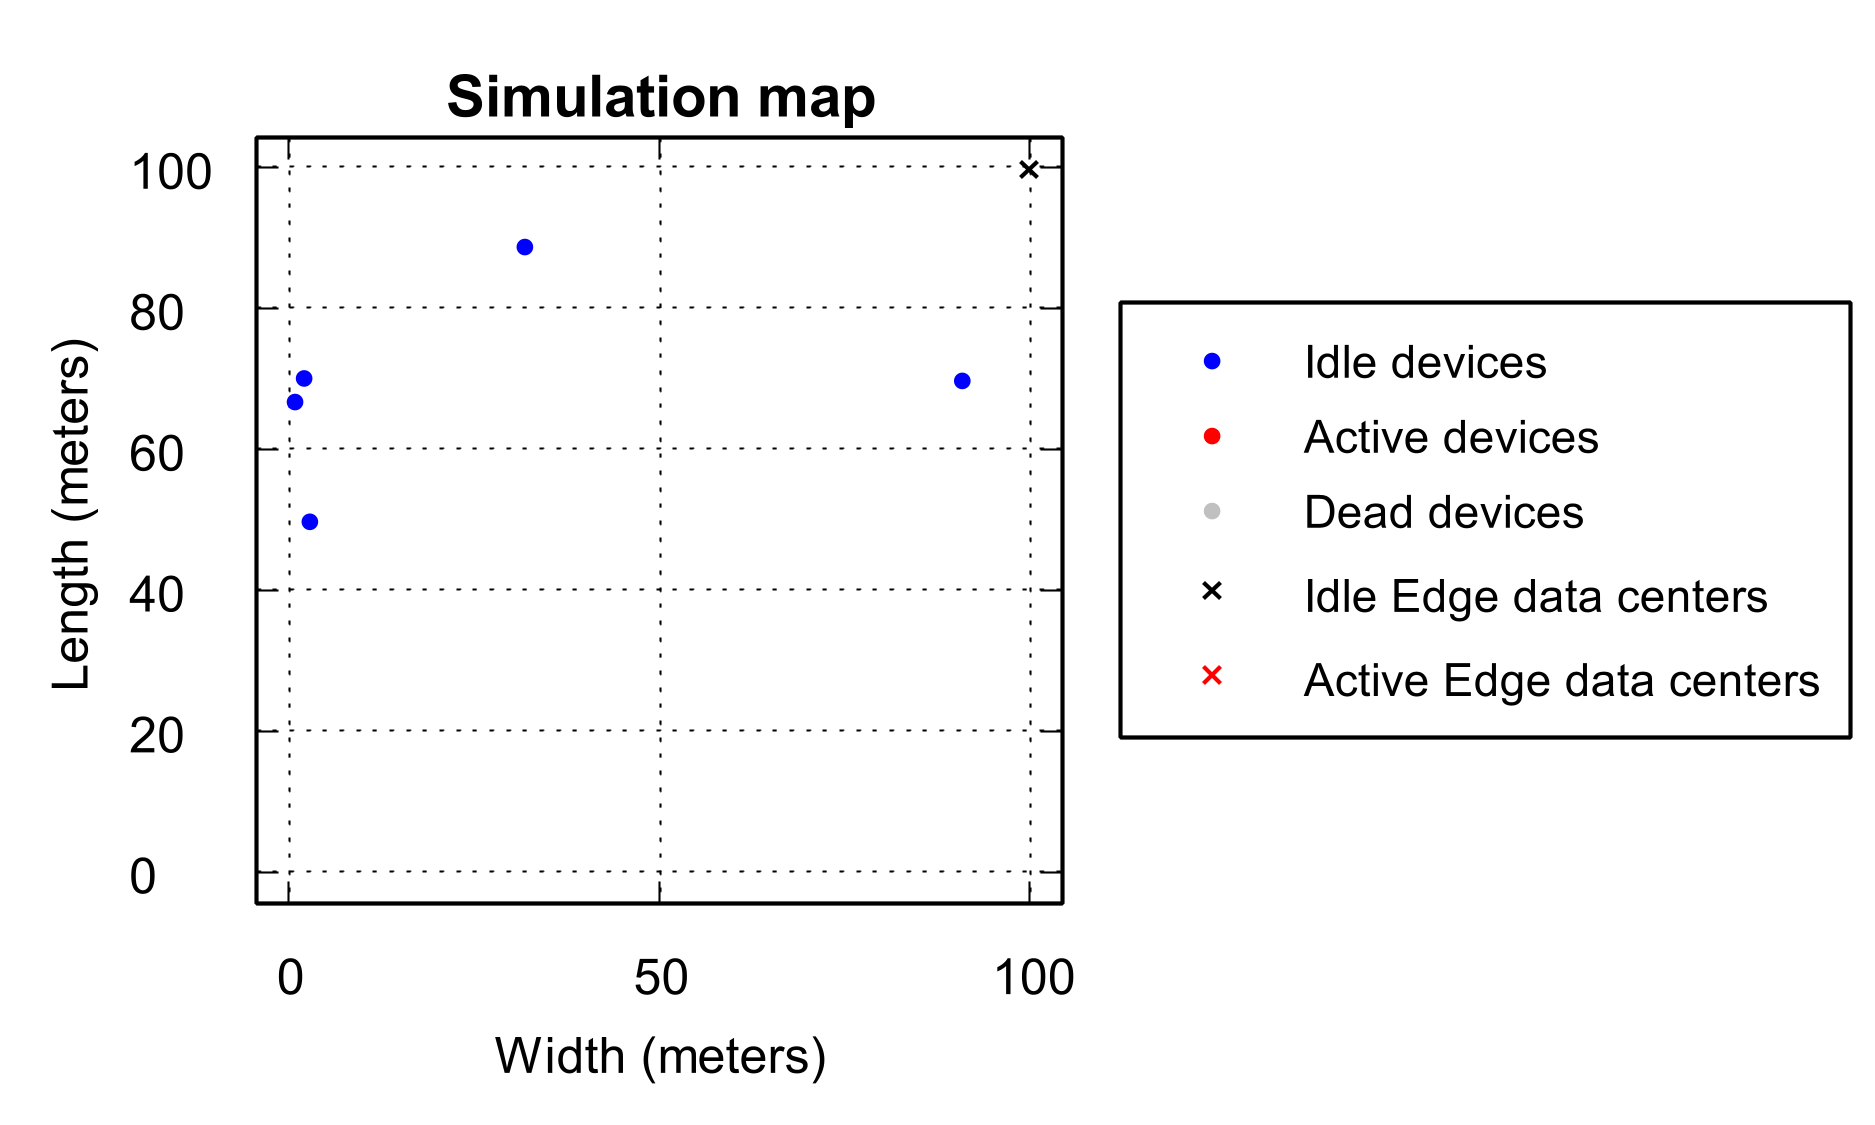 Simulation map
100
80
60
40
20
0
Length (meters)
0 50 100
Width (meters)
Idle devices
Active devices
Dead devices
Idle Edge data centers
Active Edge data centers